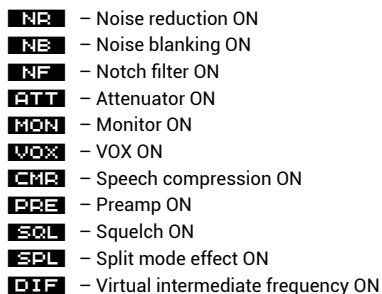 NR – Noise reduction ON
NB – Noise blanking ON
NF – Notch filter ON
ATT – Attenuator ON
MON – Monitor ON
VOX – VOX ON
CMR – Speech compression ON
PRE – Preamp ON
SQL – Squelch ON
SPL – Split mode effect ON
DIF – Virtual intermediate frequency ON